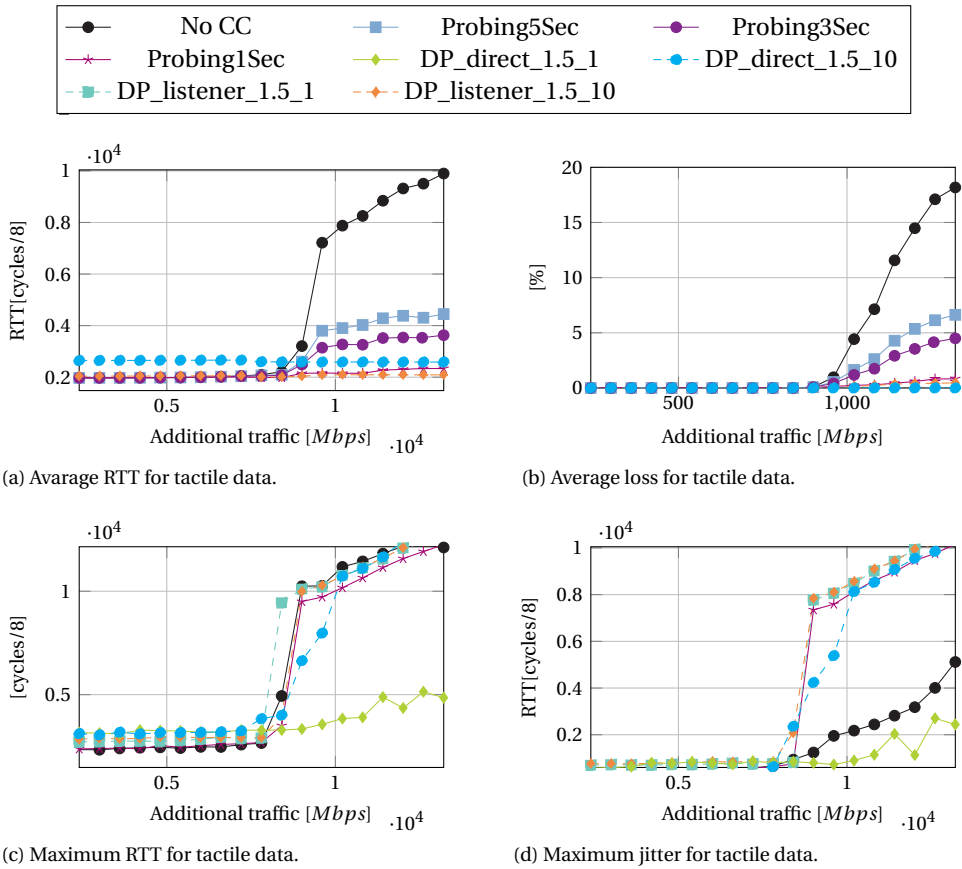 No CC
Probing5Sec
Probing3Sec
Probing1Sec
DP_direct_1.5_1
DP_direct_1.5_10
DP_listener_1.5_1
DP_listener_1.5_10
·10^4
1
0.8
0.6
0.4
0.2
RTT[cycles/8]
0.5
1
Additional traffic [Mbps]
·10^4
(a) Avarage RTT for tactile data.
20
15
10
5
0
[%]
500
1,000
Additional traffic [Mbps]
(b) Average loss for tactile data.
·10^4
1
0.5
[cycles/8]
0.5
1
Additional traffic [Mbps]
·10^4
(c) Maximum RTT for tactile data.
·10^4
1
0.8
0.6
0.4
0.2
RTT[cycles/8]
0.5
1
Additional traffic [Mbps]
·10^4
(d) Maximum jitter for tactile data.